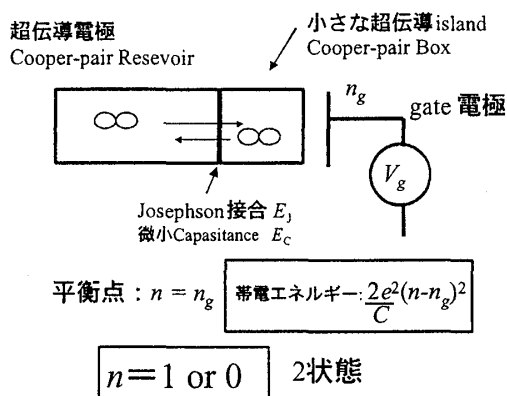 超伝導電極
Cooper-pair Resevoir
小さな超伝導island
Cooper-pair Box
n_g
gate 電極
V_g
Josephson接合 E_J
微小Capasitance E_C
平衡点：n = n_g
帯電エネルギー: 2e²/C (n-n_g)²
n＝1 or 0 2状態